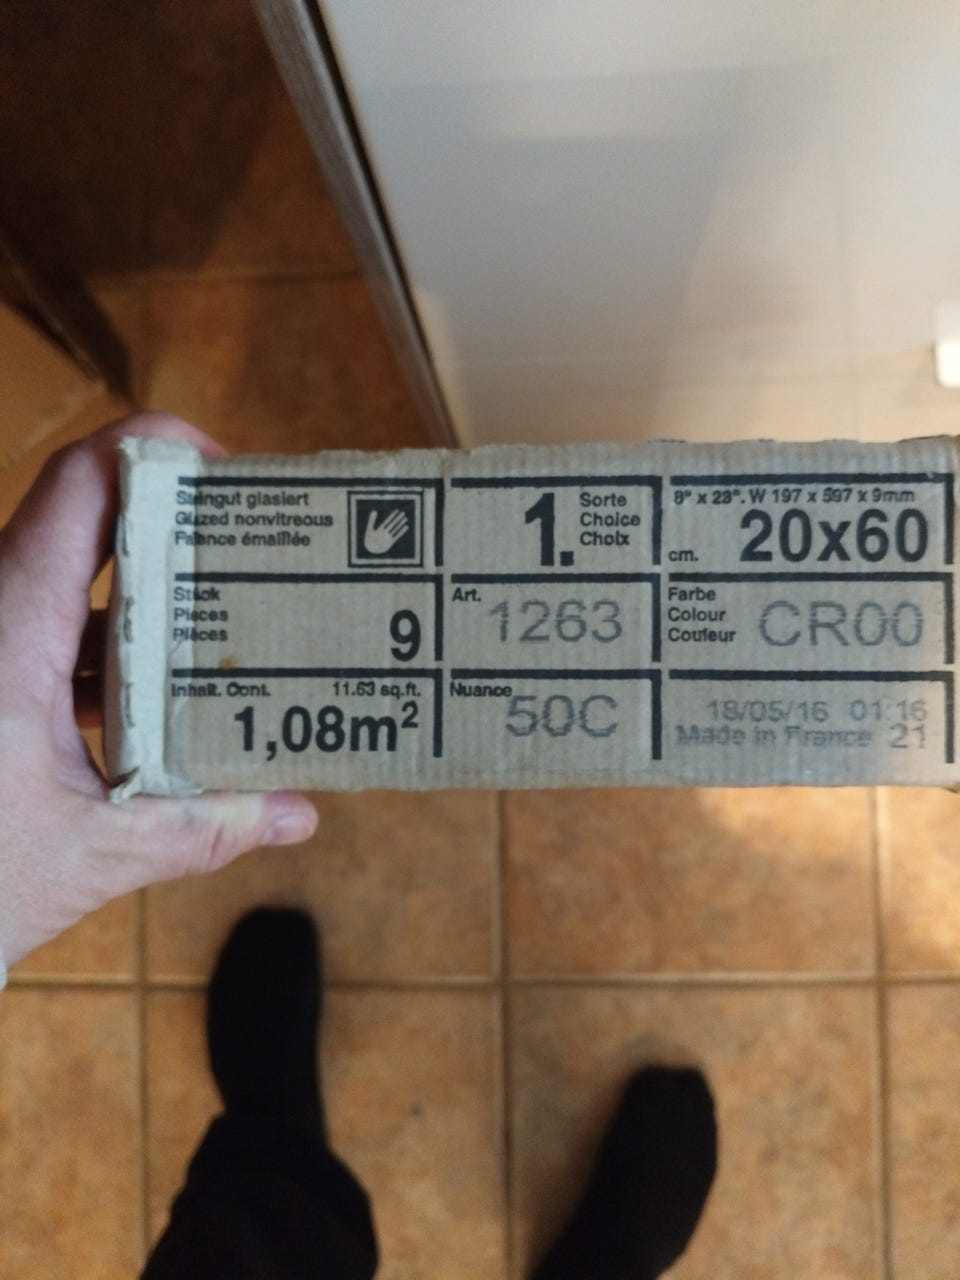 Steingut glasiert
Glazed nonvitreous
Faïence émaillée
1. Sorte
Choice
Choix
8" x 23". W 197 x 597 x 9mm
cm. 20x60
Stück
Pieces
Pièces
9
Art. 1263
Farbe
Colour
Couleur
CR00
Inhalt. Cont. 11.63 sq.ft.
1,08m²
Nuance
50C
18/05/16 01:16
Made in France 21